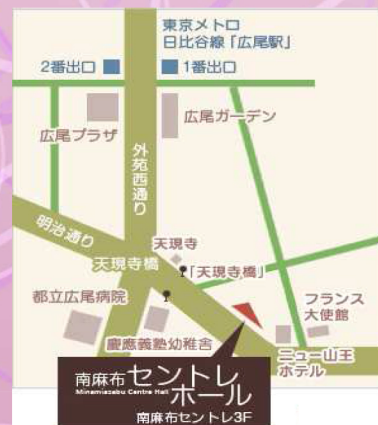 東京メトロ
日比谷線「広尾駅」
2番出口
1番出口
広尾プラザ
広尾ガーデン
外苑西通り
明治通り
天現寺
天現寺橋
「天現寺橋」
都立広尾病院
慶應義塾幼稚舎
フランス
大使館
ニュー山王
ホテル
南麻布セントレ
ホール
Minamiazabu Centre Hall
南麻布セントレ3F